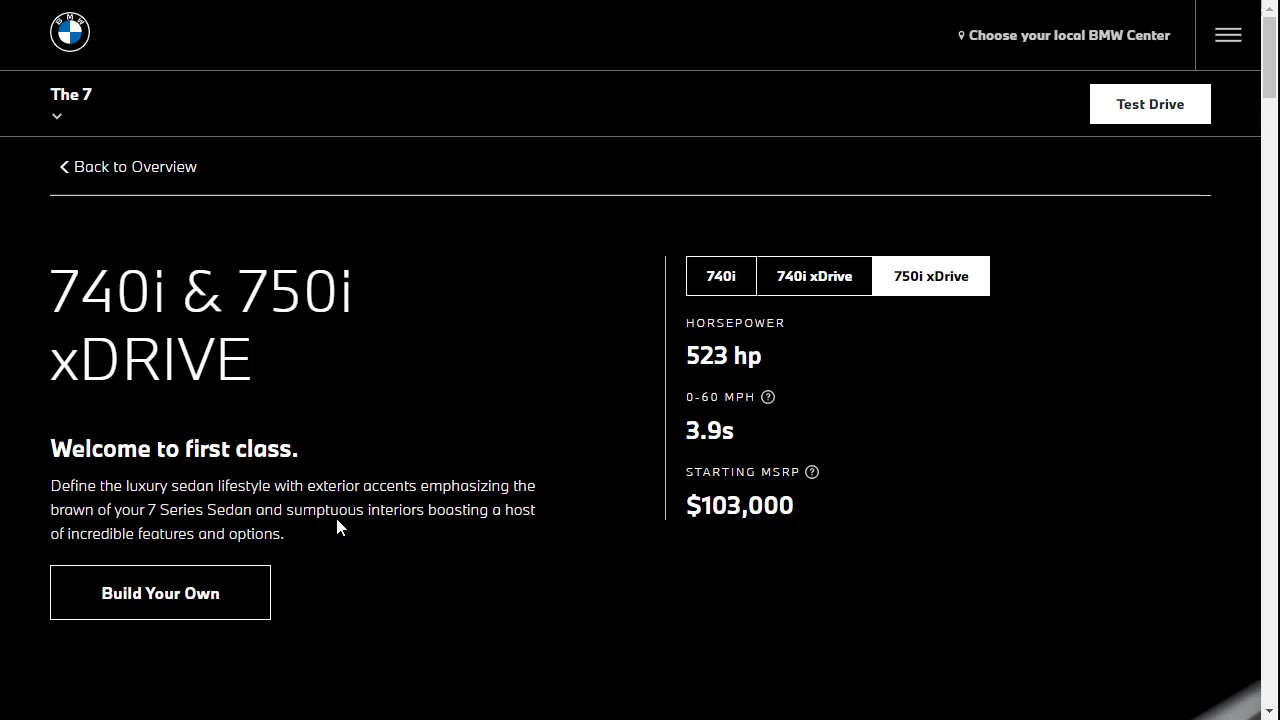 BMW
Choose your local BMW Center
The 7
Test Drive
Back to Overview
740i & 750i
xDRIVE
740i
740i xDrive
750i xDrive
HORSEPOWER
523 hp
0-60 MPH ?
3.9s
STARTING MSRP ?
$103,000
Welcome to first class.
Define the luxury sedan lifestyle with exterior accents emphasizing the
brawn of your 7 Series Sedan and sumptuous interiors boasting a host
of incredible features and options.
Build Your Own